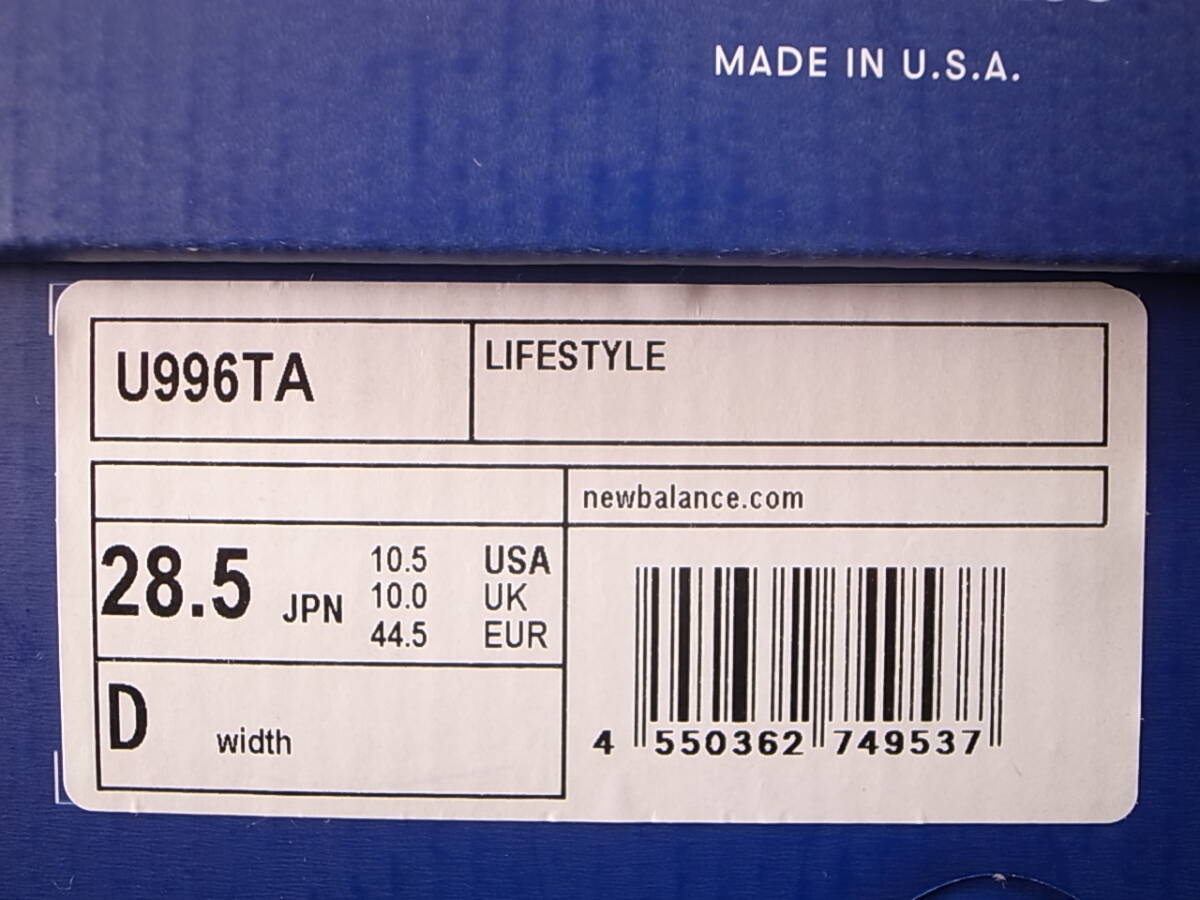 MADE IN U.S.A.
U996TA
LIFESTYLE
newbalance.com
28.5 JPN
10.5 USA
10.0 UK
44.5 EUR
D width
4 550362 749537